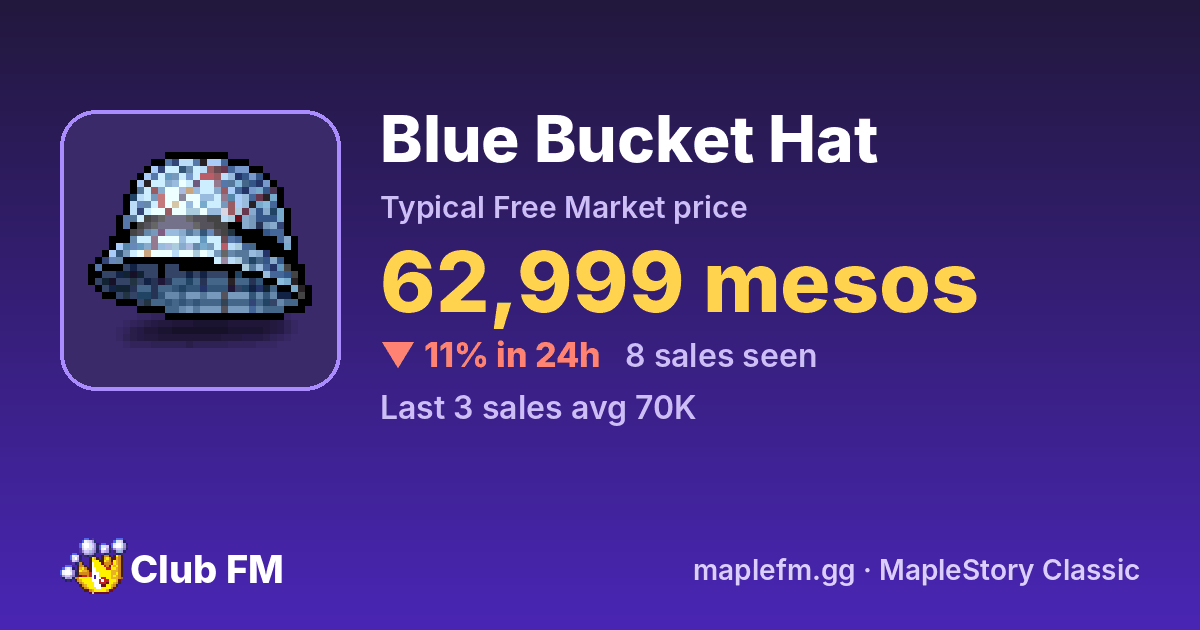 Blue Bucket Hat
Typical Free Market price
62,999 mesos
▼ 11% in 24h 8 sales seen
Last 3 sales avg 70K
Club FM
maplefm.gg · MapleStory Classic